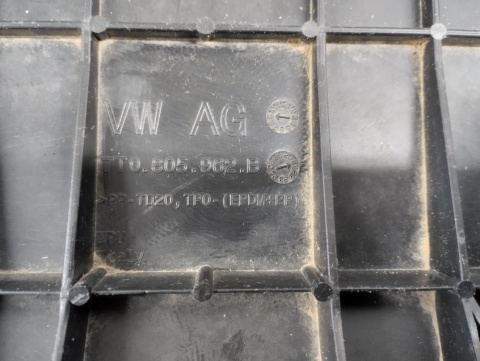 VW AG
7T0.805.962.B
>PP-TD20,TPO-(EPDM+PP)